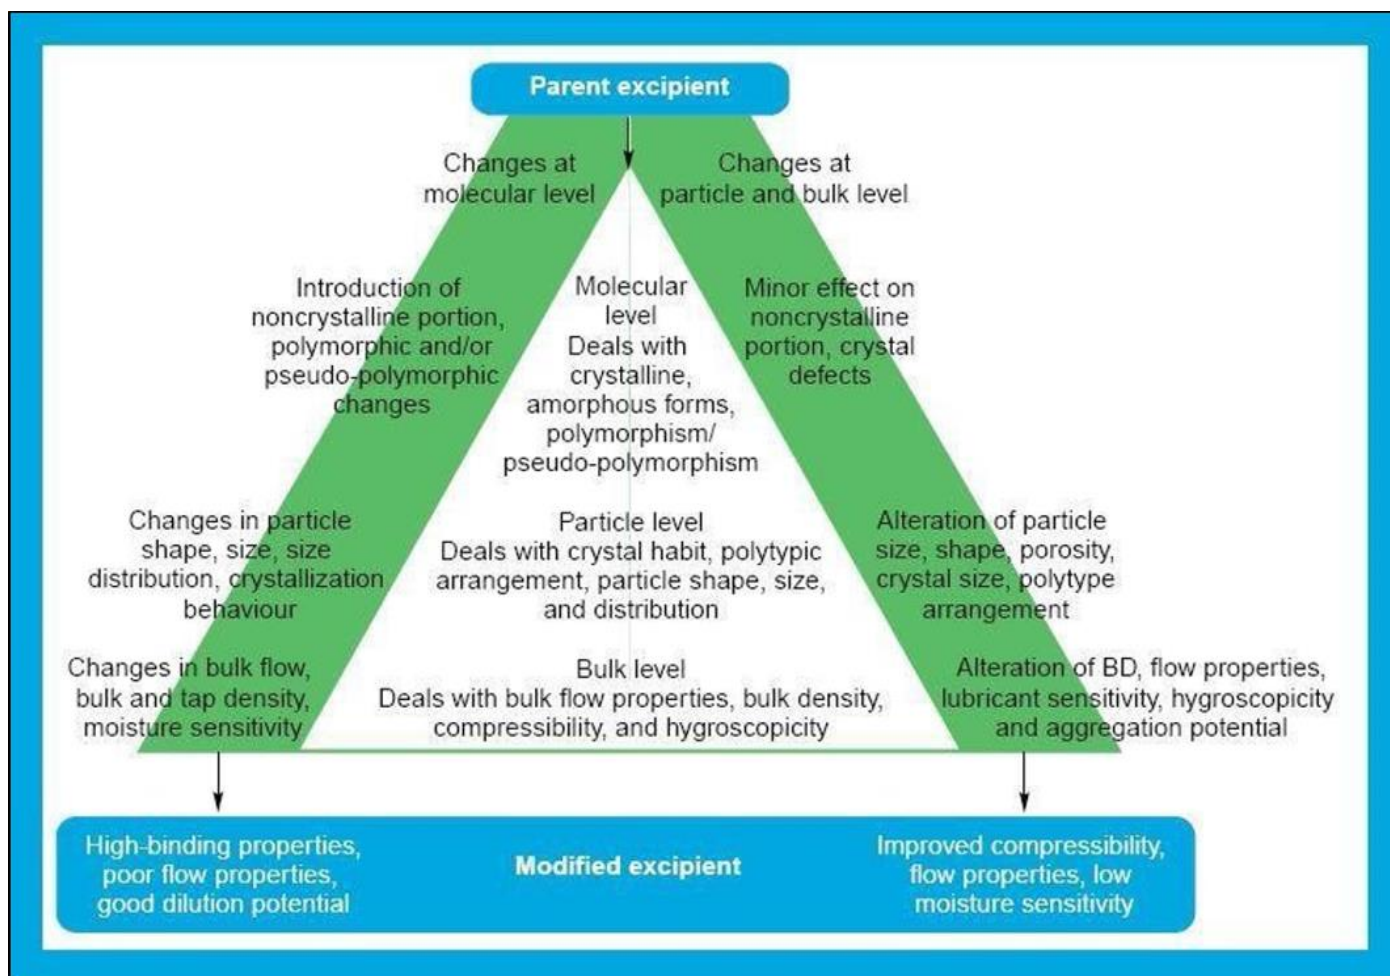 Parent excipient
Changes at
molecular level
Changes at
particle and bulk level
Introduction of
noncrystalline portion,
polymorphic and/or
pseudo-polymorphic
changes
Molecular
level
Deals with
crystalline,
amorphous forms,
polymorphism/
pseudo-polymorphism
Minor effect on
noncrystalline
portion, crystal
defects
Changes in particle
shape, size, size
distribution, crystallization
behaviour
Particle level
Deals with crystal habit, polytypic
arrangement, particle shape, size,
and distribution
Alteration of particle
size, shape, porosity,
crystal size, polytype
arrangement
Changes in bulk flow,
bulk and tap density,
moisture sensitivity
Bulk level
Deals with bulk flow properties, bulk density,
compressibility, and hygroscopicity
Alteration of BD, flow properties,
lubricant sensitivity, hygroscopicity
and aggregation potential
High-binding properties,
poor flow properties,
good dilution potential
Modified excipient
Improved compressibility,
flow properties, low
moisture sensitivity